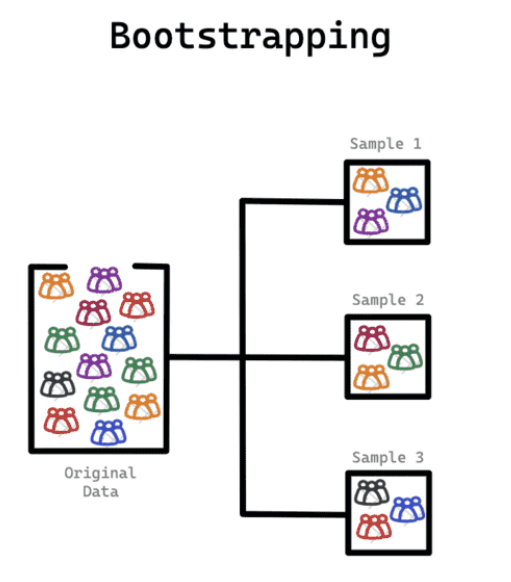 Bootstrapping
Sample 1
Sample 2
Sample 3
Original
Data